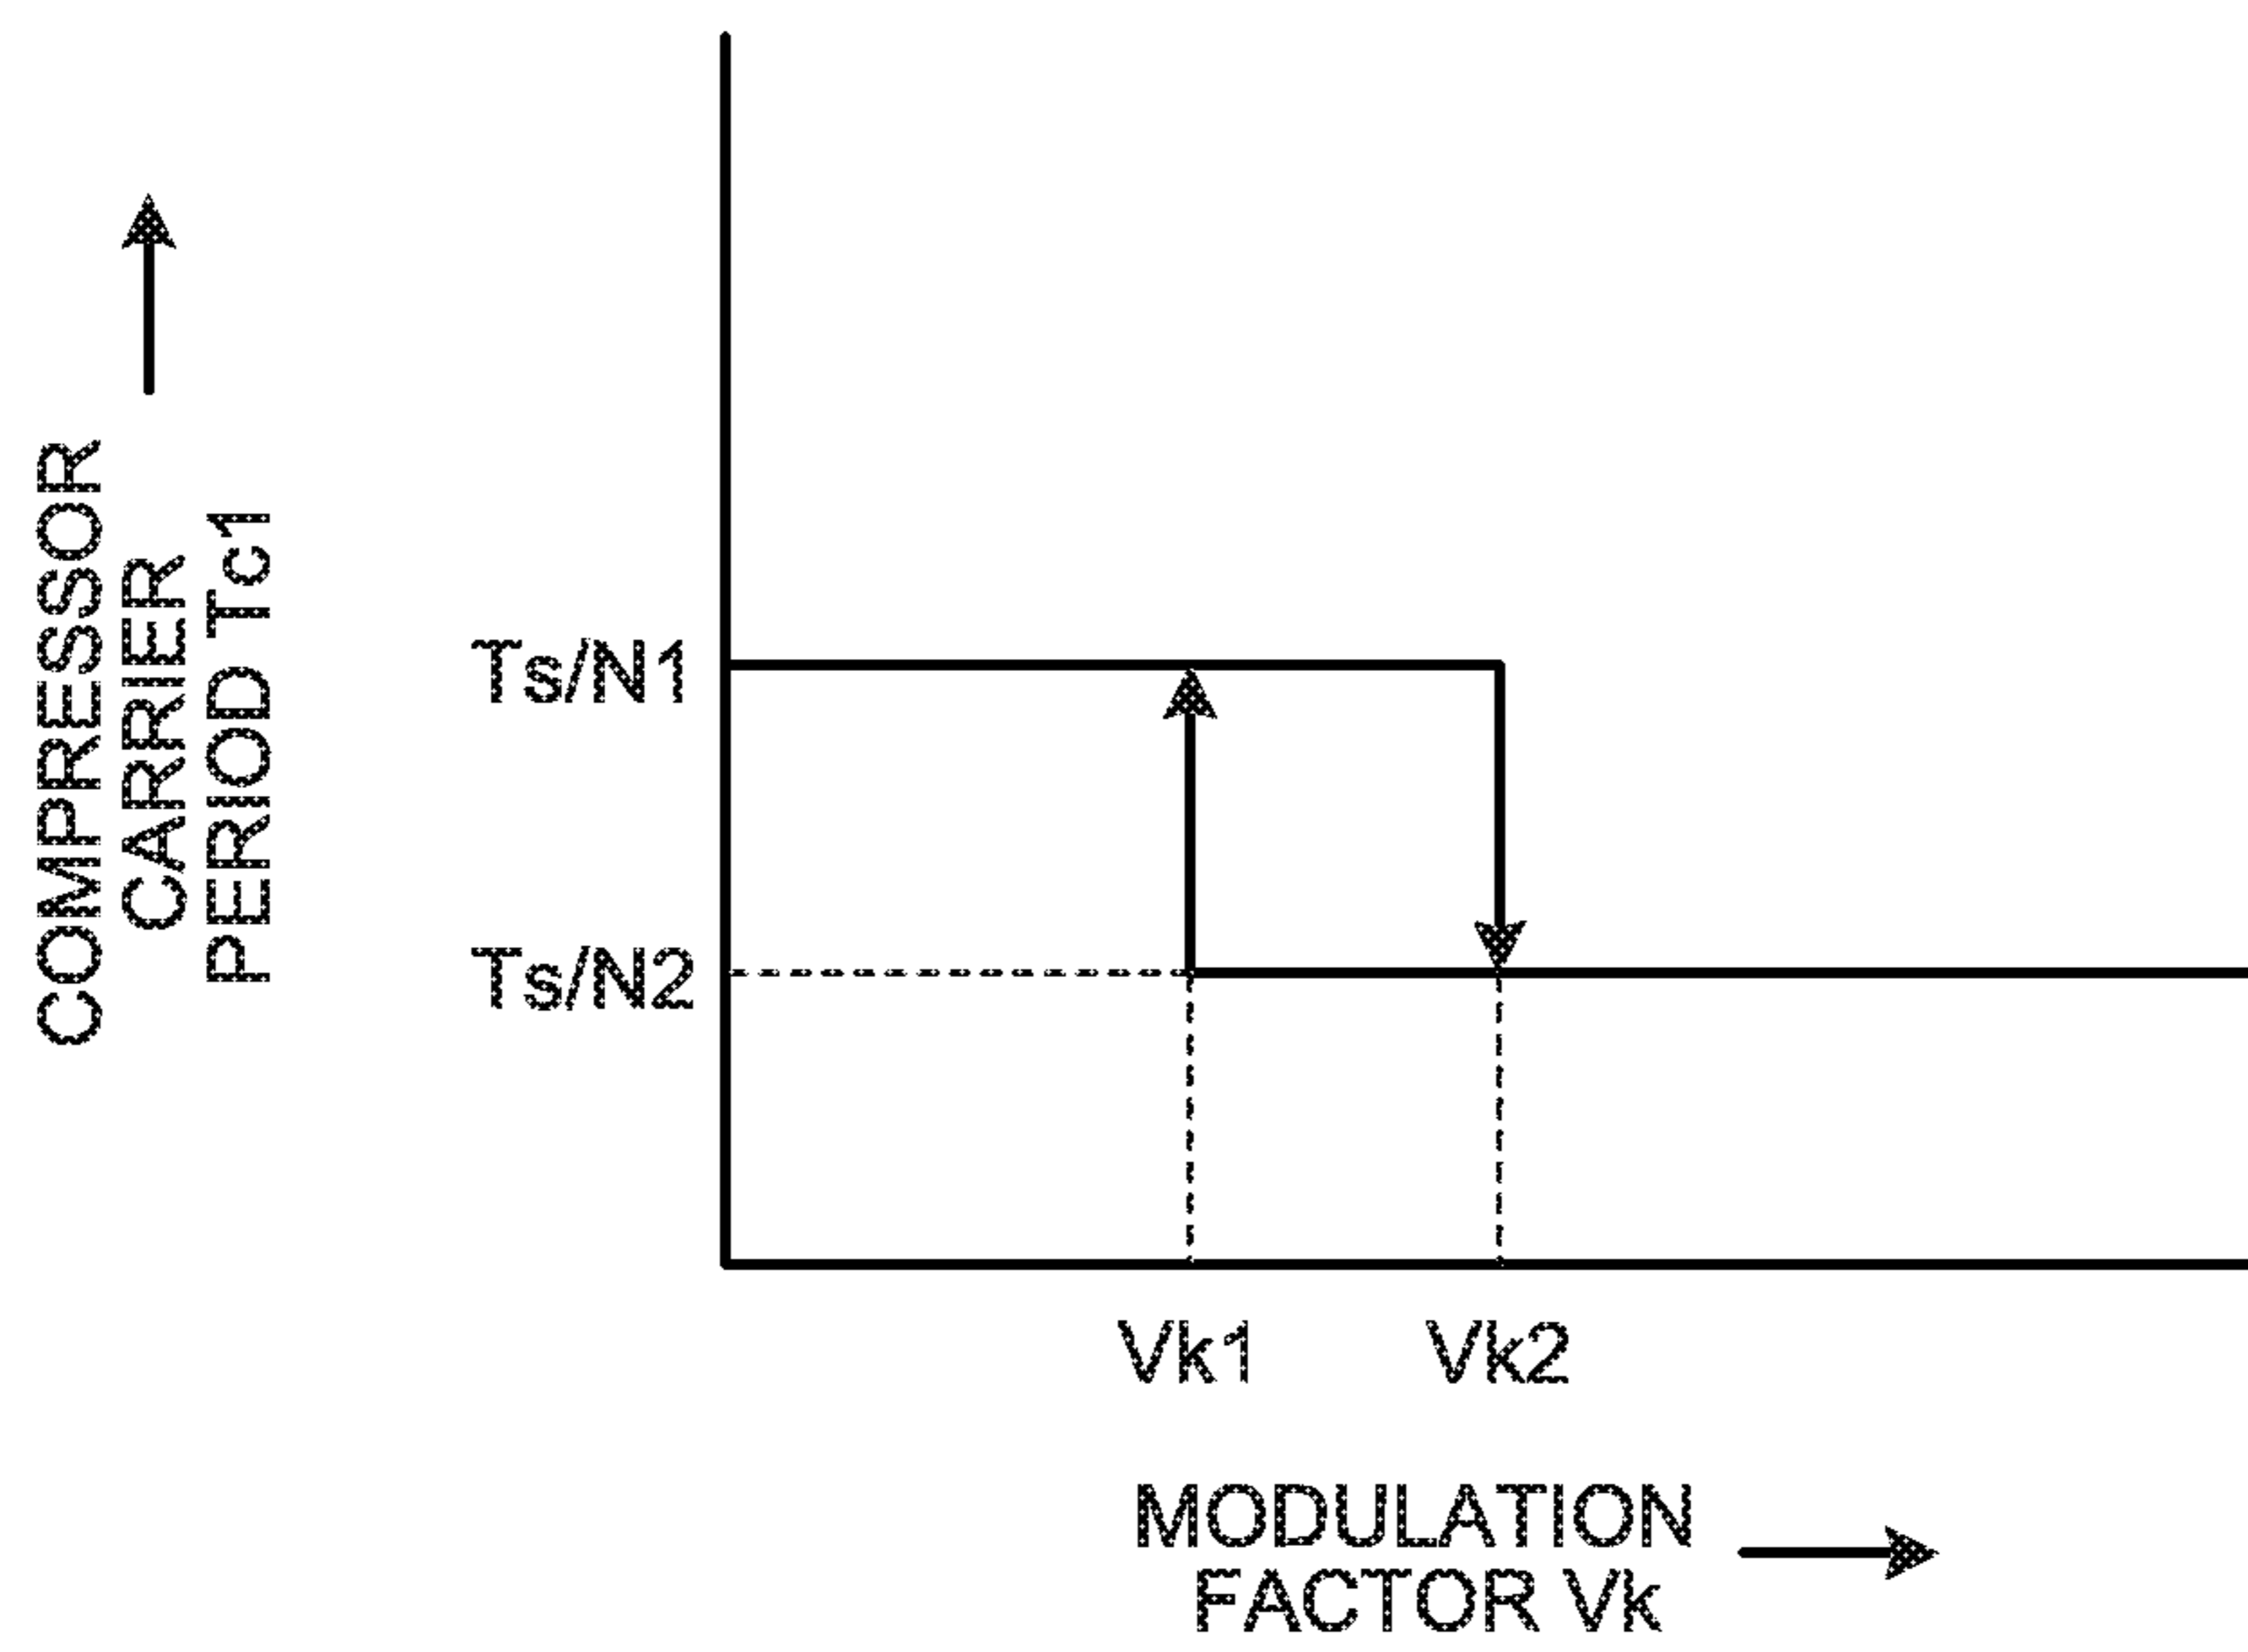 COMPRESSOR
CARRIER
PERIOD Tc1
Ts/N1
Ts/N2
Vk1
Vk2
MODULATION
FACTOR Vk